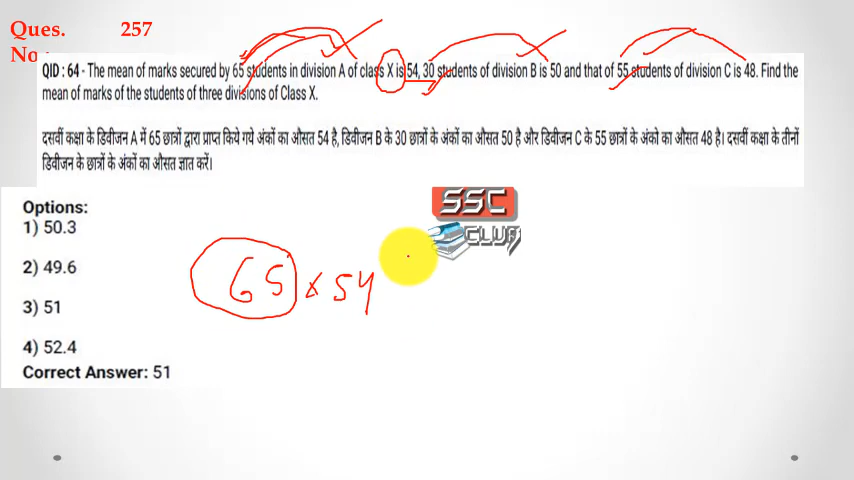 Ques. 257
No
QID : 64 - The mean of marks secured by 65 students in division A of class X is 54, 30 students of division B is 50 and that of 55 students of division C is 48. Find the
mean of marks of the students of three divisions of Class X.
दसवीं कक्षा के डिवीजन A में 65 छात्रों द्वारा प्राप्त किये गये अंकों का औसत 54 है, डिवीजन B के 30 छात्रों के अंकों का औसत 50 है और डिवीजन C के 55 छात्रों के अंको का औसत 48 है। दसवीं कक्षा के तीनों
डिवीजन के छात्रों के अंकों का औसत ज्ञात करें।
Options:
1) 50.3
2) 49.6
3) 51
4) 52.4
Correct Answer: 51
SSC
CLUB
65 x 54